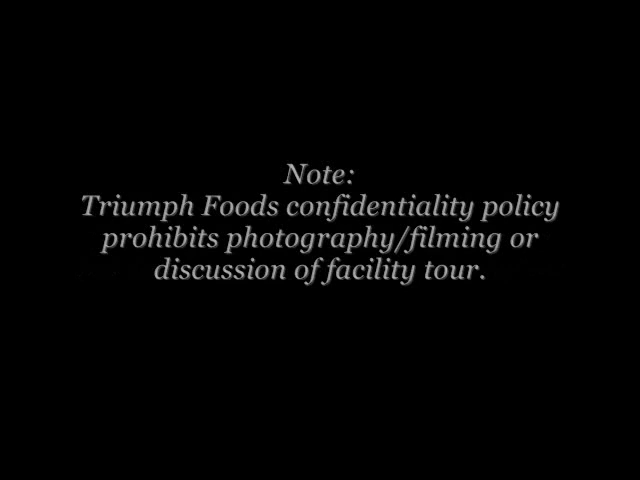 Note:
Triumph Foods confidentiality policy
prohibits photography/filming or
discussion of facility tour.